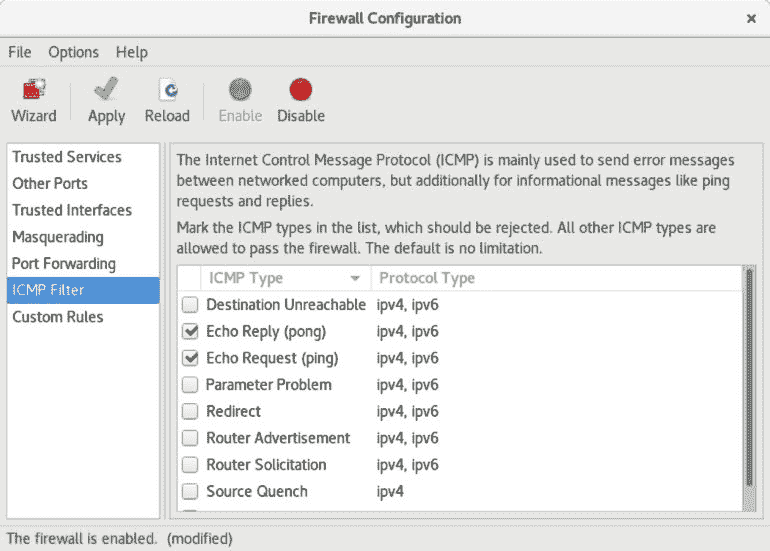 Firewall Configuration
File Options Help
Wizard Apply Reload Enable Disable
Trusted Services
Other Ports
Trusted Interfaces
Masquerading
Port Forwarding
ICMP Filter
Custom Rules
The Internet Control Message Protocol (ICMP) is mainly used to send error messages
between networked computers, but additionally for informational messages like ping
requests and replies.
Mark the ICMP types in the list, which should be rejected. All other ICMP types are
allowed to pass the firewall. The default is no limitation.
ICMP Type Protocol Type
Destination Unreachable ipv4, ipv6
Echo Reply (pong) ipv4, ipv6
Echo Request (ping) ipv4, ipv6
Parameter Problem ipv4, ipv6
Redirect ipv4, ipv6
Router Advertisement ipv4, ipv6
Router Solicitation ipv4, ipv6
Source Quench ipv4
The firewall is enabled. (modified)